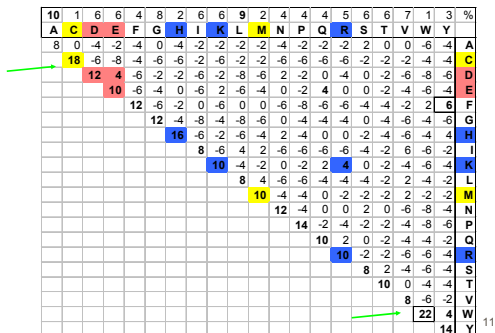 10 1 6 6 4 8 2 6 6 9 2 4 4 4 5 6 6 7 1 3 %
A C D E F G H I K L M N P Q R S T V W Y
8 0 -4 -2 -4 0 -4 -2 -2 -2 -2 -4 -2 -2 -2 2 0 0 -6 -4 A
18 -6 -8 -4 -6 -6 -2 -6 -2 -2 -6 -6 -6 -6 -2 -2 -2 -4 -4 C
12 4 -6 -2 -2 -6 -2 -8 -6 2 -2 0 -4 0 -2 -6 -8 -6 D
10 -6 -4 0 -6 2 -6 -4 0 -2 4 0 0 -2 -4 -6 -4 E
12 -6 -2 0 -6 0 0 -6 -8 -6 -6 -4 -4 -2 2 6 F
12 -4 -8 -4 -8 -6 0 -4 -4 -4 0 -4 -6 -4 -6 G
16 -6 -2 -6 -4 2 -4 0 0 -2 -4 -6 -4 4 H
8 -6 4 2 -6 -6 -6 -6 -4 -2 6 -6 -2 I
10 -4 -2 0 -2 2 4 0 -2 -4 -6 -4 K
8 4 -6 -6 -4 -4 -4 -2 2 -4 -2 L
10 -4 -4 0 -2 -2 -2 2 -2 -2 M
12 -4 0 0 2 0 -6 -8 -4 N
14 -2 -4 -2 -2 -4 -8 -6 P
10 2 0 -2 -4 -4 -2 Q
10 -2 -2 -6 -6 -4 R
8 2 -4 -6 -4 S
10 0 -4 -4 T
8 -6 -2 V
22 4 W
14 Y
11